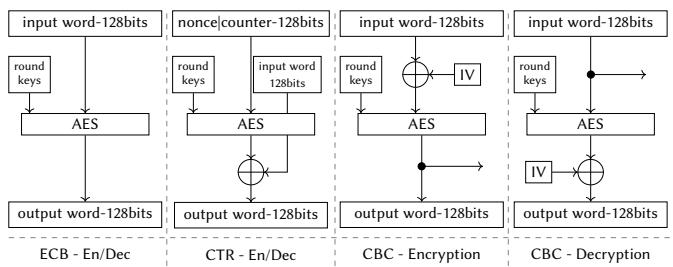 input word-128bits
round
keys
AES
output word-128bits
ECB - En/Dec
nonce|counter-128bits
round
keys
input word
128bits
AES
output word-128bits
CTR - En/Dec
input word-128bits
IV
round
keys
AES
output word-128bits
CBC - Encryption
input word-128bits
round
keys
AES
IV
output word-128bits
CBC - Decryption